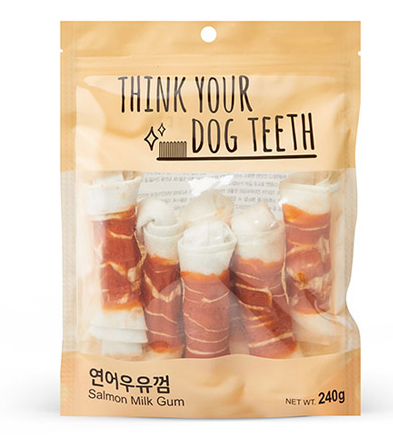 THINK YOUR
DOG TEETH
연어우유껌
Salmon Milk Gum
NET WT. 240g